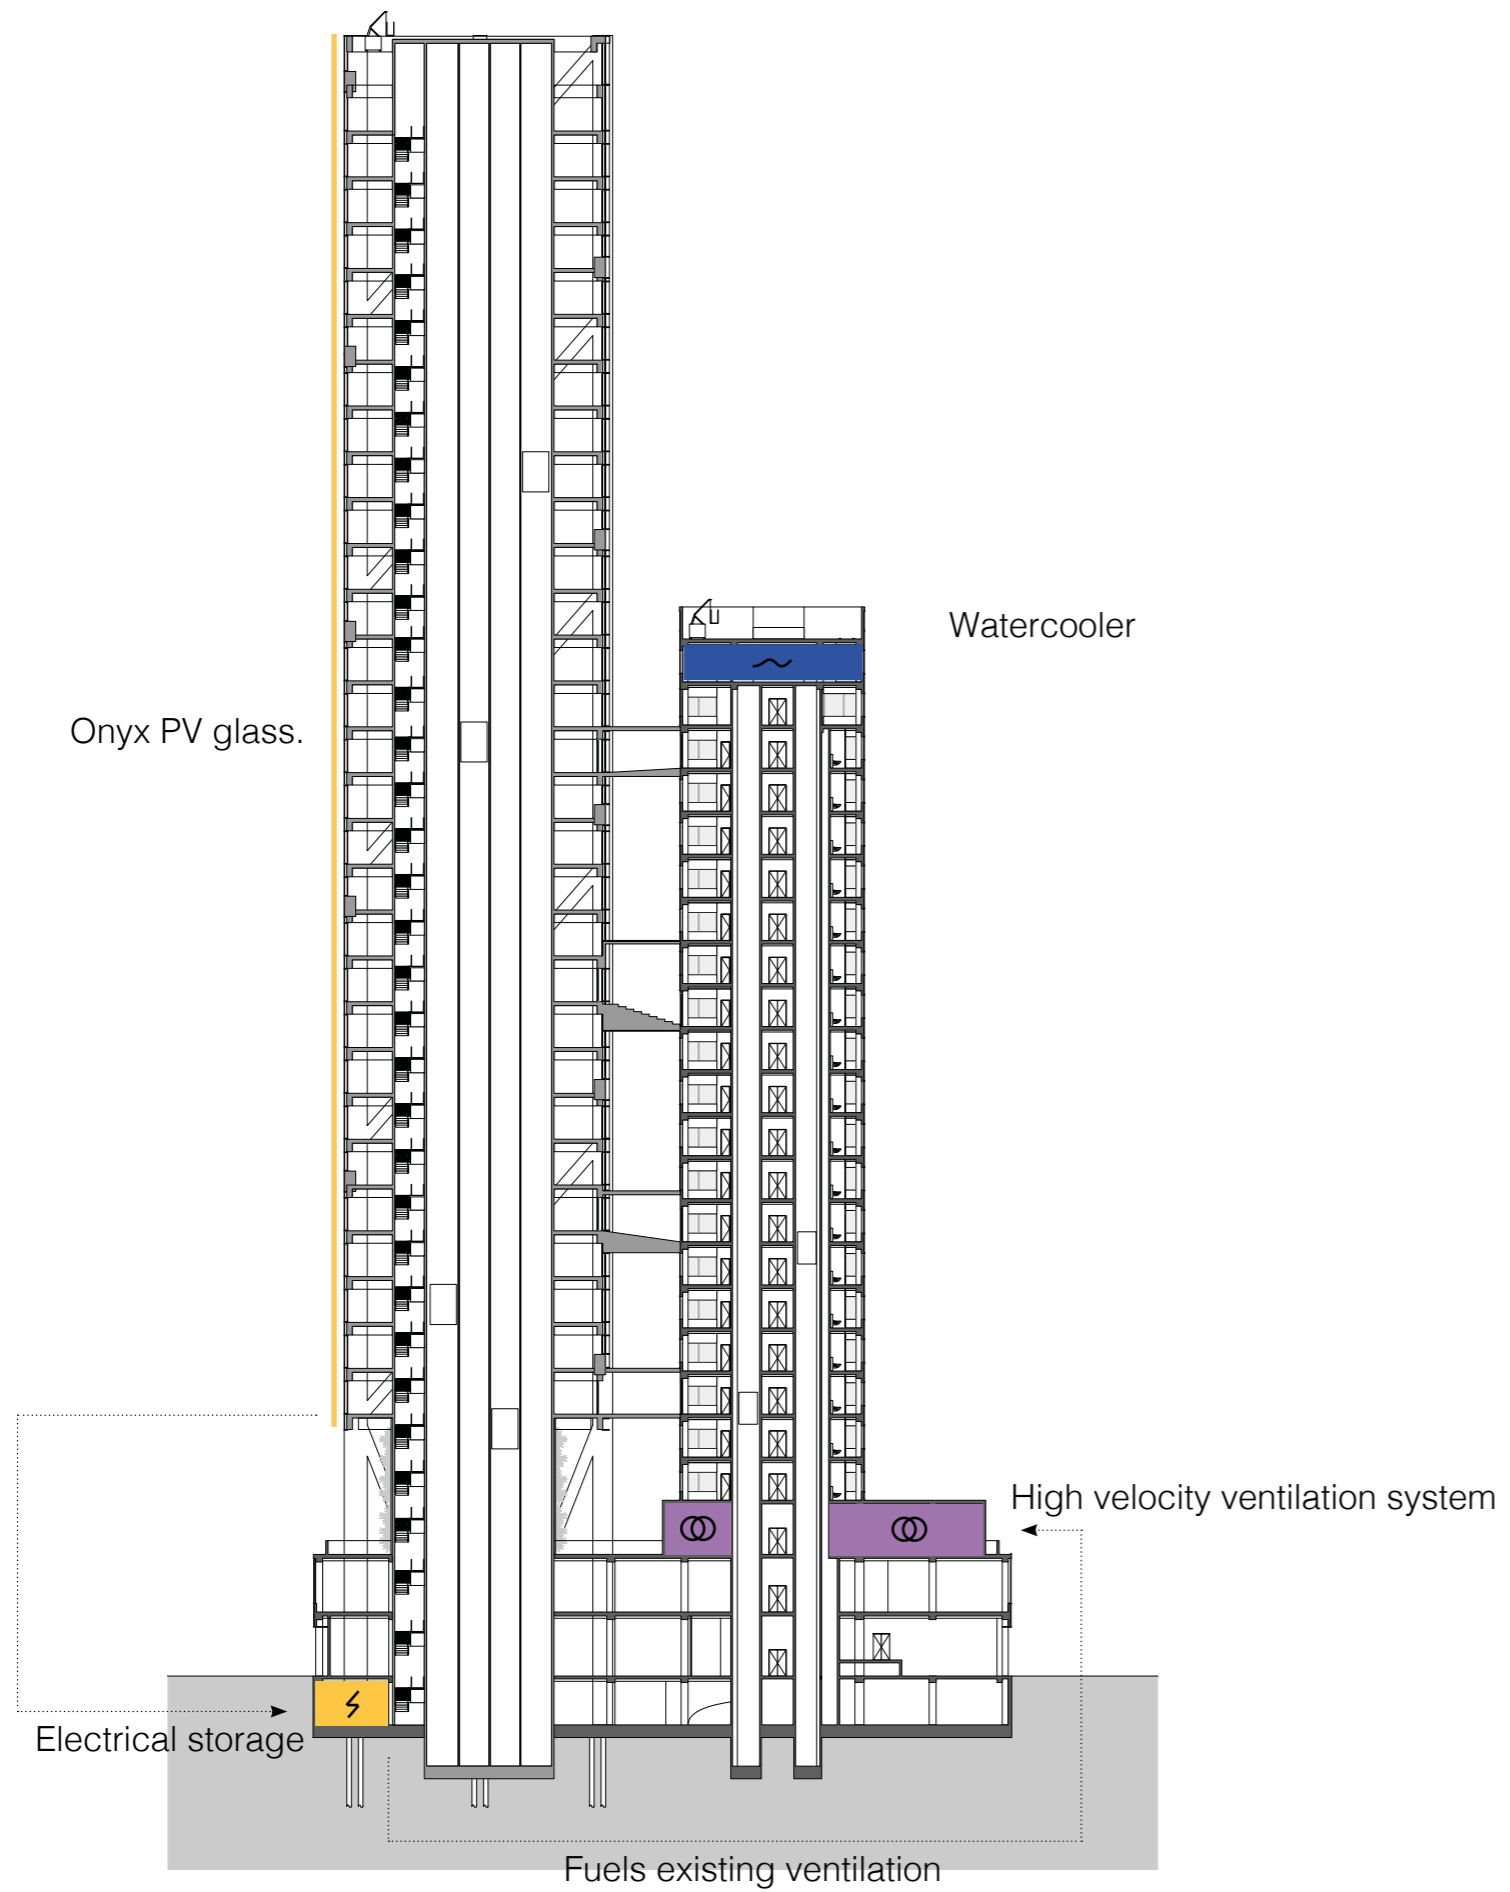 Watercooler
Onyx PV glass.
High velocity ventilation system
Electrical storage
Fuels existing ventilation